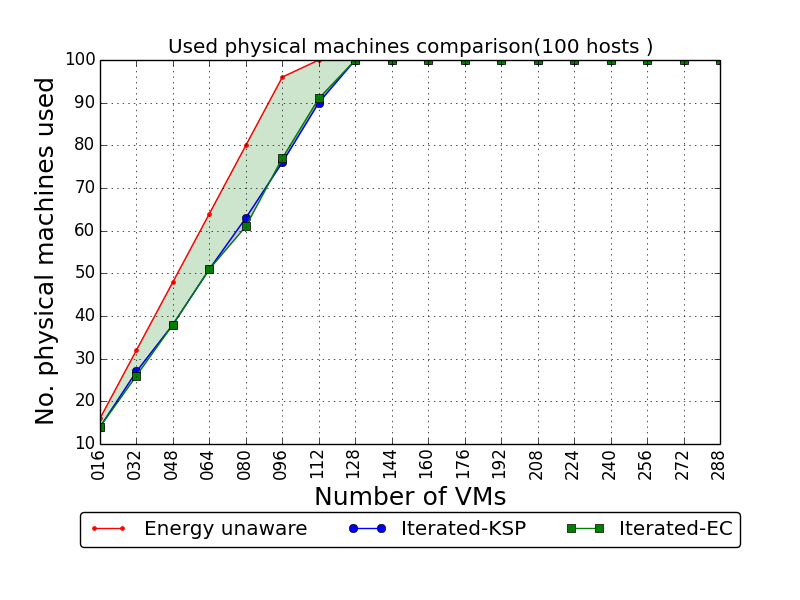 Used physical machines comparison(100 hosts )
No. physical machines used
100
90
80
70
60
50
40
30
20
10
016 032 048 064 080 096 112 128 144 160 176 192 208 224 240 256 272 288
Number of VMs
Energy unaware Iterated-KSP Iterated-EC